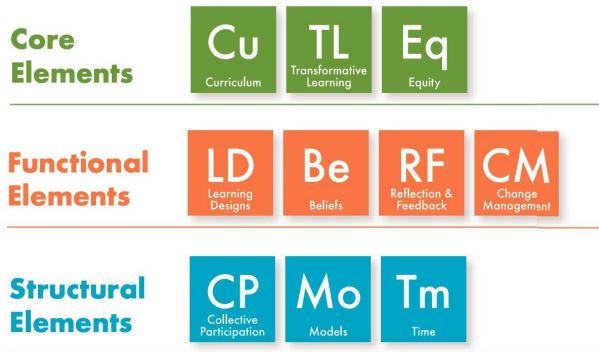 Core
Elements
Cu
Curriculum
TL
Transformative
Learning
Eq
Equity
Functional
Elements
LD
Learning
Designs
Be
Beliefs
RF
Reflection &
Feedback
CM
Change
Management
Structural
Elements
CP
Collective
Participation
Mo
Models
Tm
Time